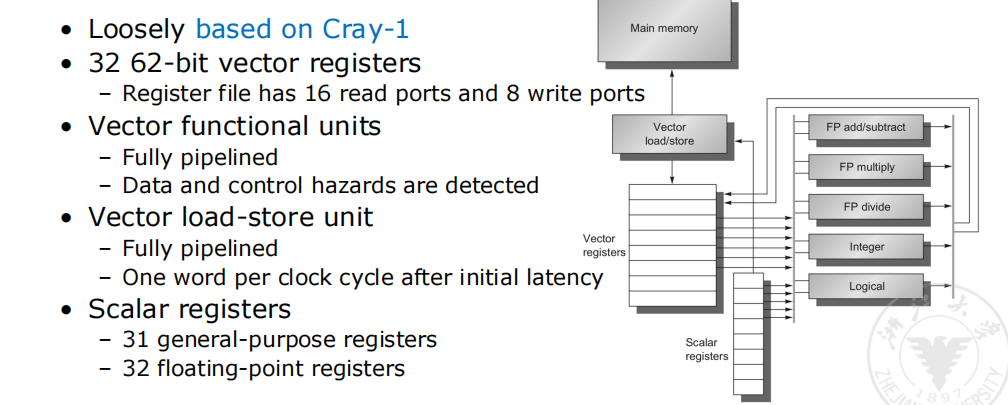 • Loosely based on Cray-1
• 32 62-bit vector registers
– Register file has 16 read ports and 8 write ports
• Vector functional units
– Fully pipelined
– Data and control hazards are detected
• Vector load-store unit
– Fully pipelined
– One word per clock cycle after initial latency
• Scalar registers
– 31 general-purpose registers
– 32 floating-point registers
Main memory
Vector
load/store
FP add/subtract
FP multiply
FP divide
Integer
Logical
Vector
registers
Scalar
registers
1897